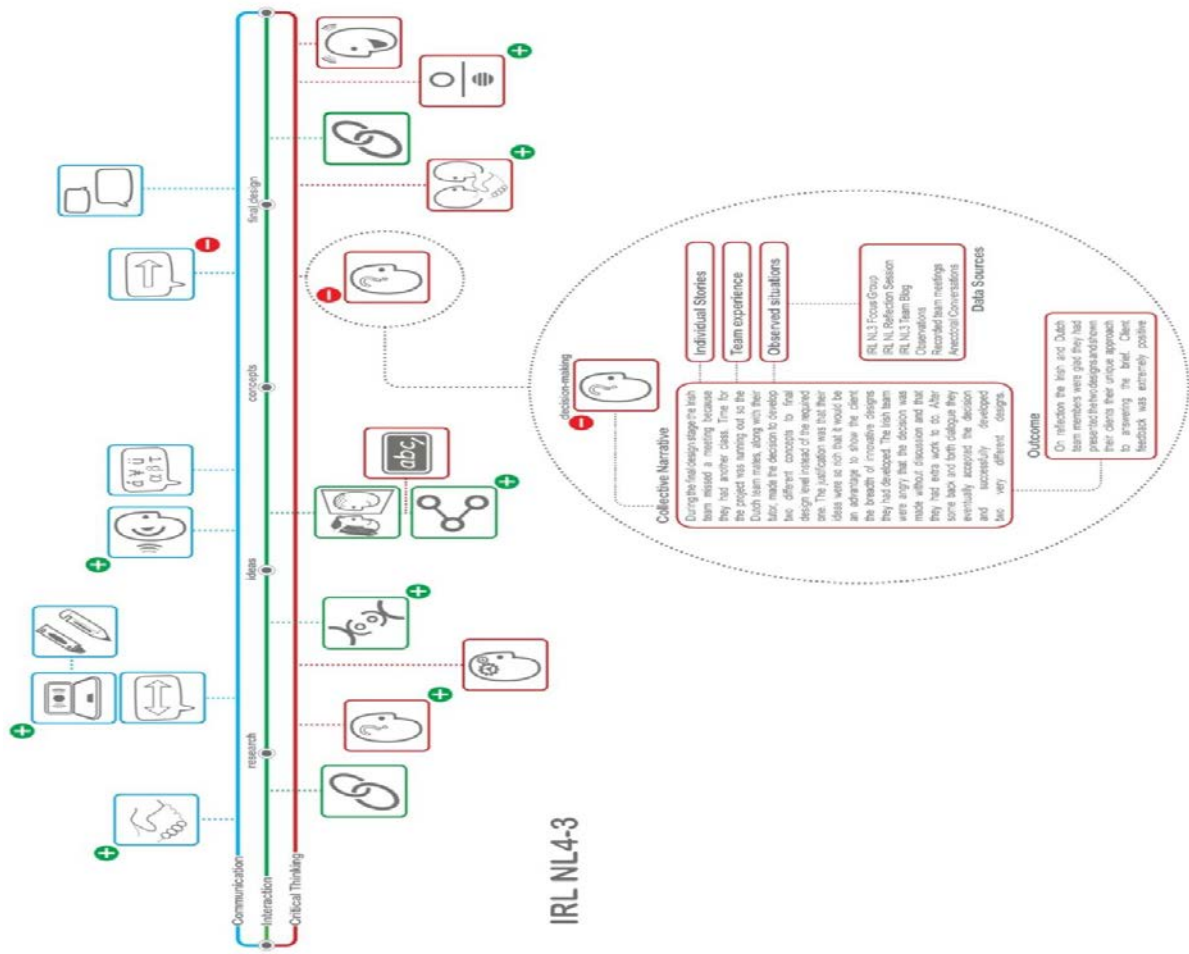 Communication
Interaction
Critical Thinking
research
ideas
concepts
final design
abc,
IRL NL4-3
decision-making
Collective Narrative
During the final design stage the Irish
team missed a meeting because
they had another class. Time for
the project was running out so the
Dutch team mates, along with their
tutor, made the decision to develop
two different concepts to final
design level instead of the required
one. The justification was that their
ideas were so rich that it would be
an advantage to show the client
the breadth of innovative designs
they had developed. The Irish team
were angry that the decision was
made without discussion and that
they had extra work to do. After
some back and forth dialogue they
eventually accepted the decision
and successfully developed
two very different designs.
Individual Stories
Team experience
Observed situations
IRL NL3 Focus Group
IRL NL Reflection Session
IRL NL3 Team Blog
Observations
Recorded team meetings
Anecdotal Conversations
Data Sources
Outcome
On reflection the Irish and Dutch
team members were glad they had
presented the two designs and shown
their clients their unique approach
to answering the brief. Client
feedback was extremely positive